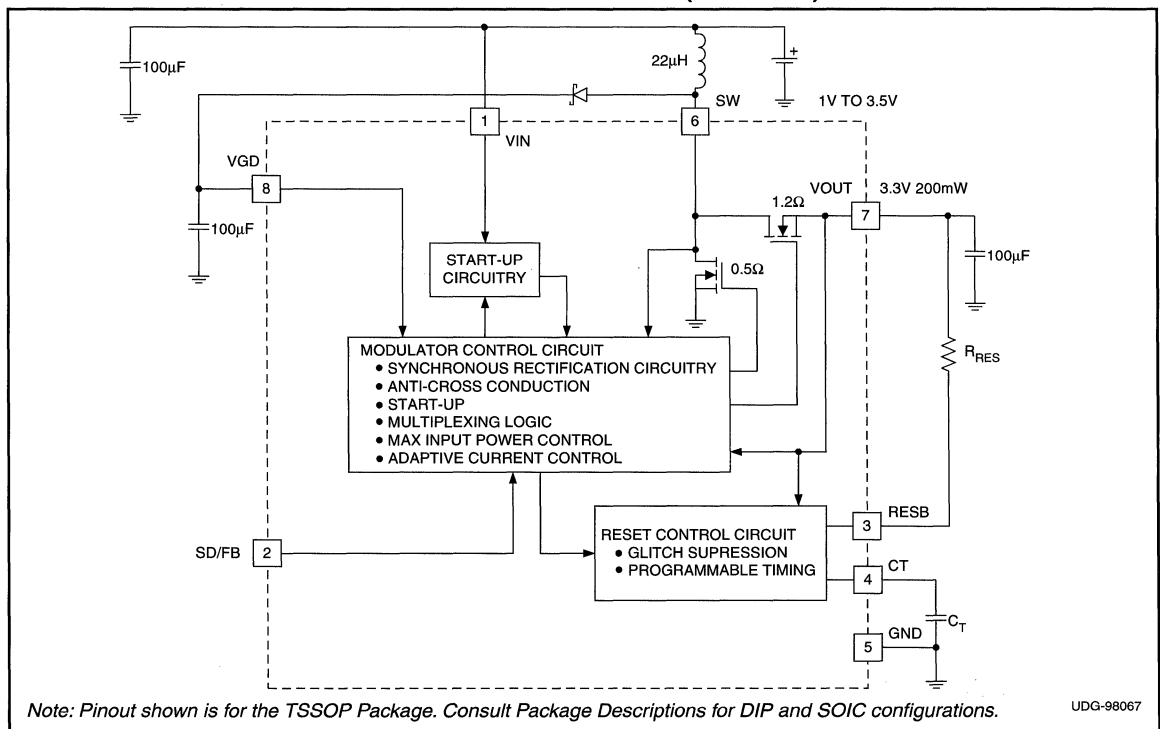 100µF
22µH
+
SW
1V TO 3.5V
1
6
VIN
VGD
8
100µF
VOUT
3.3V 200mW
1.2Ω
7
100µF
START-UP
CIRCUITRY
0.5Ω
RRES
MODULATOR CONTROL CIRCUIT
• SYNCHRONOUS RECTIFICATION CIRCUITRY
• ANTI-CROSS CONDUCTION
• START-UP
• MULTIPLEXING LOGIC
• MAX INPUT POWER CONTROL
• ADAPTIVE CURRENT CONTROL
RESB
3
RESET CONTROL CIRCUIT
• GLITCH SUPRESSION
• PROGRAMMABLE TIMING
SD/FB
2
CT
4
CT
GND
5
Note: Pinout shown is for the TSSOP Package. Consult Package Descriptions for DIP and SOIC configurations.
UDG-98067